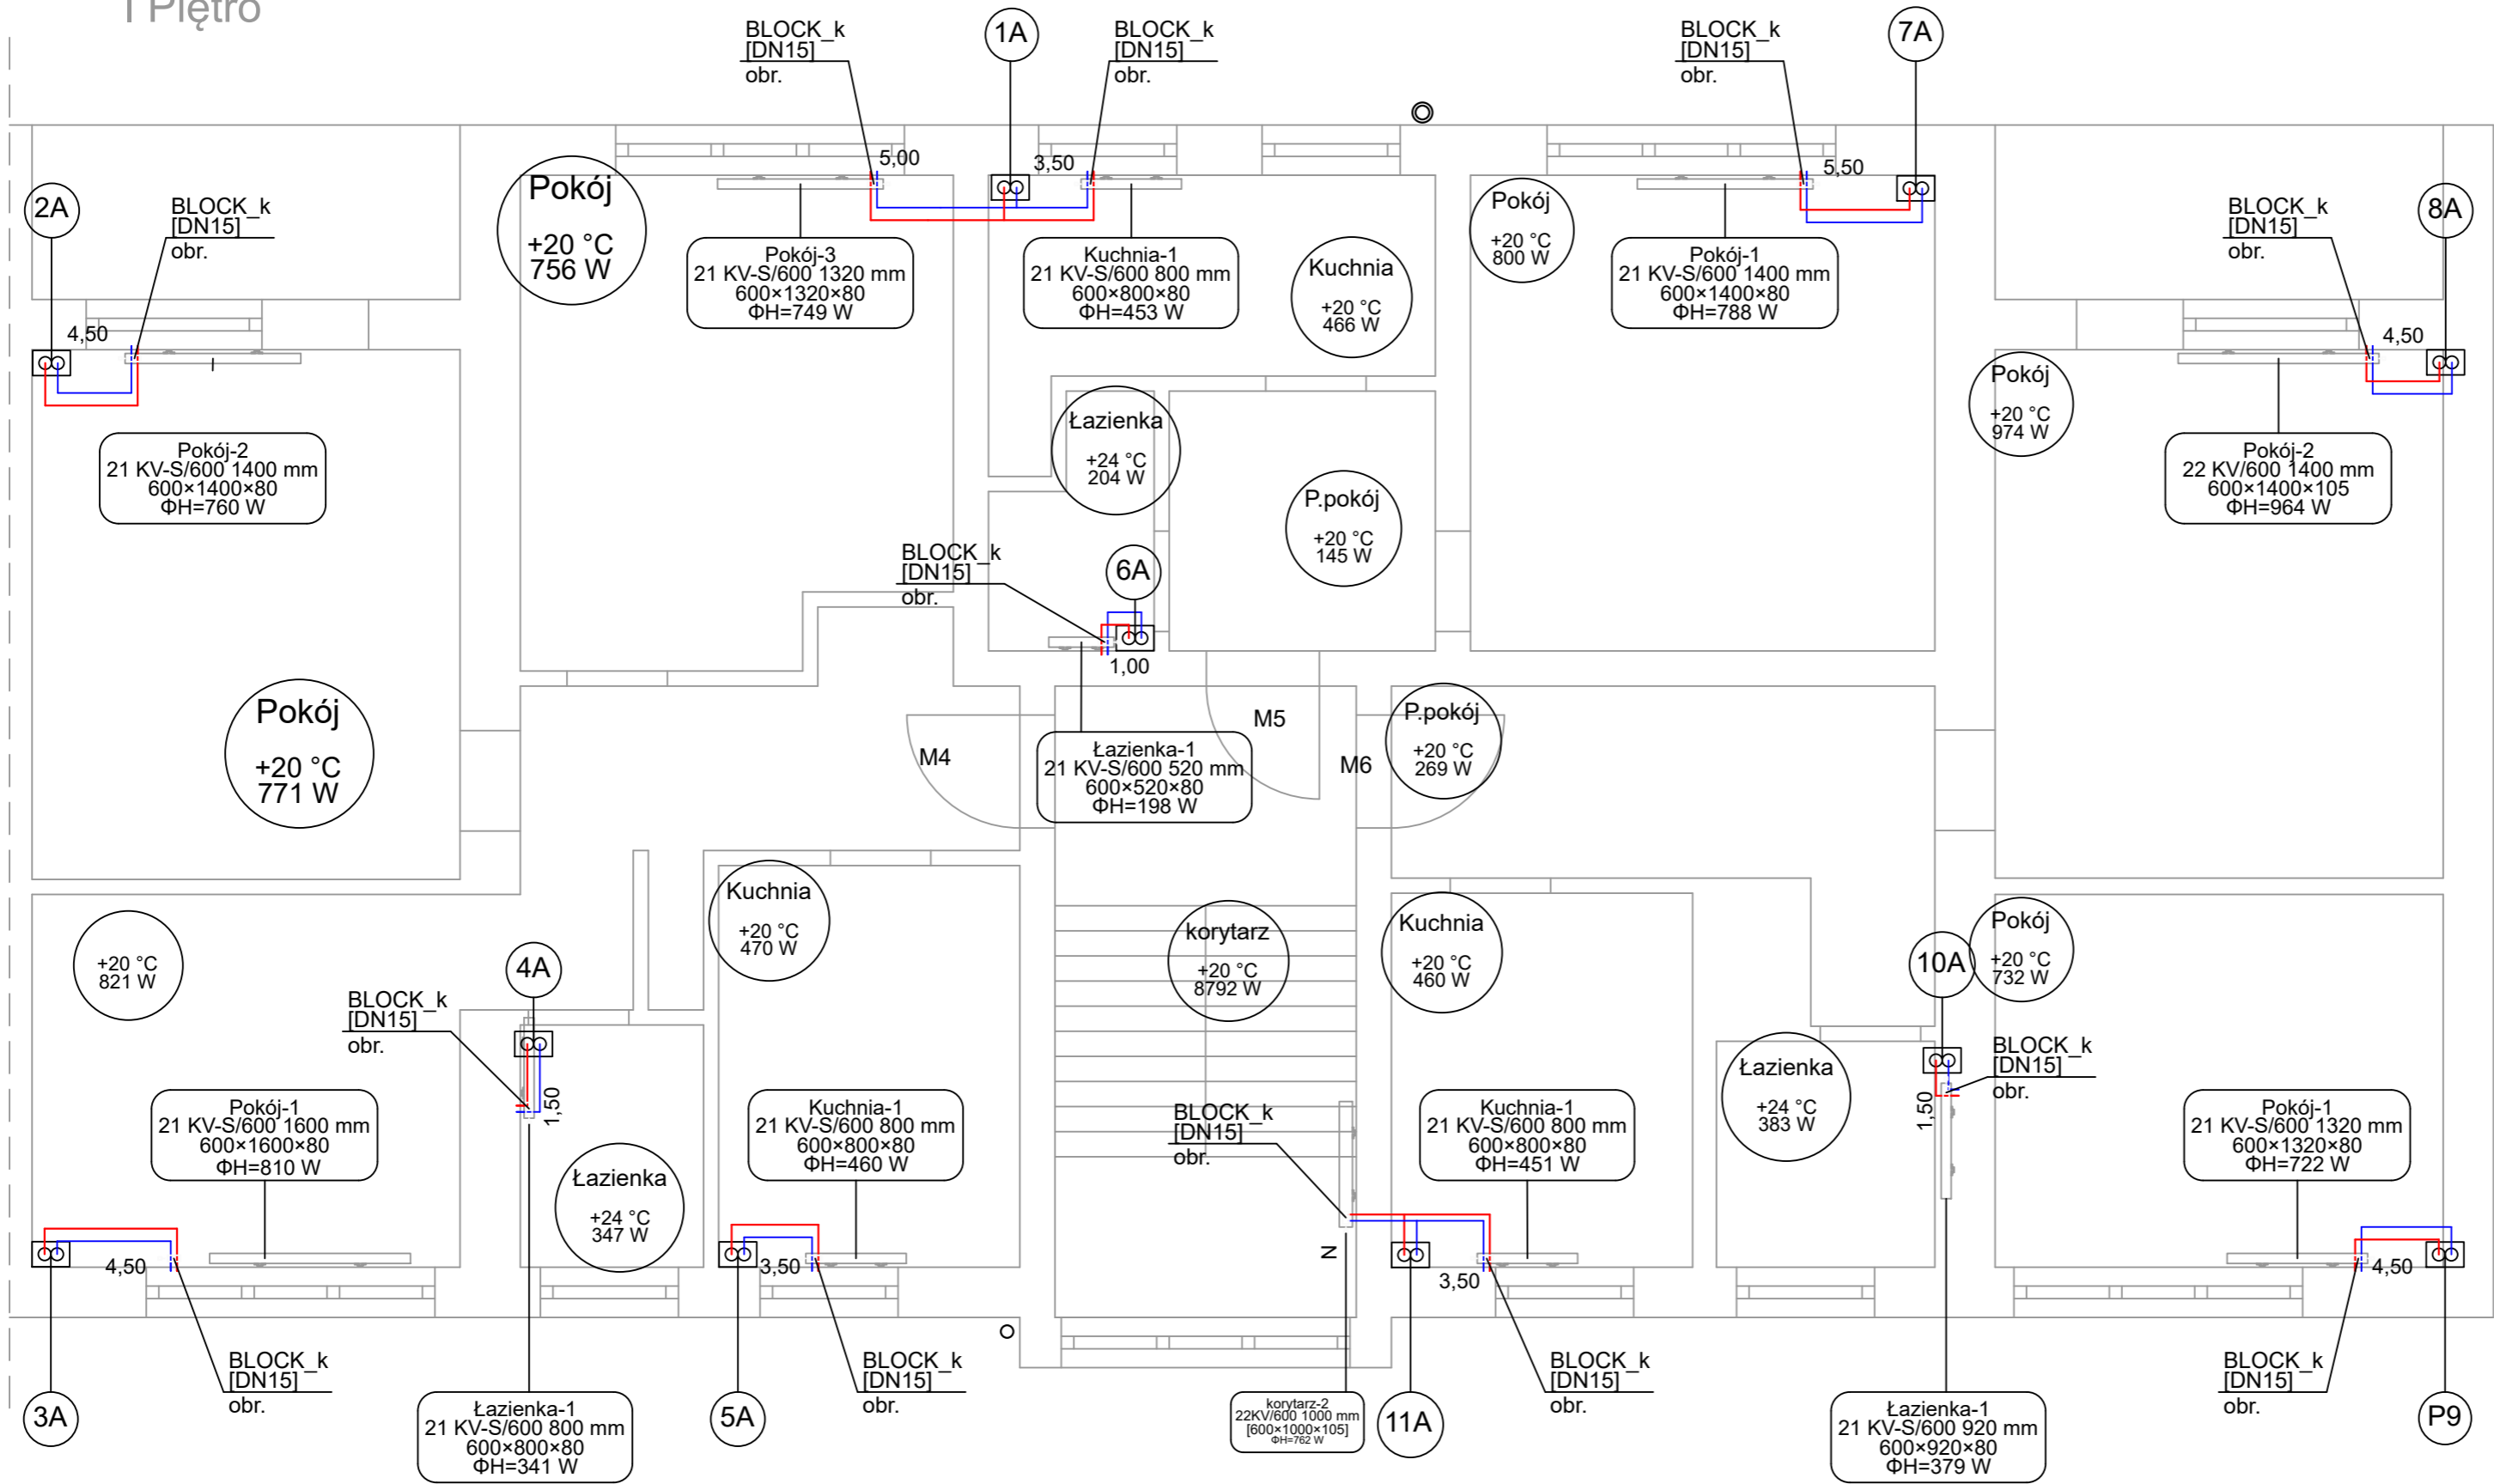 I Piętro
BLOCK_k
[DN15]
obr.
1A
BLOCK_k
[DN15]
obr.
BLOCK_k
[DN15]
obr.
7A
2A
BLOCK_k
[DN15]
obr.
4,50
Pokój
+20 °C
756 W
5,00
3,50
Pokój-3
21 KV-S/600 1320 mm
600×1320×80
ΦH=749 W
Kuchnia-1
21 KV-S/600 800 mm
600×800×80
ΦH=453 W
Kuchnia
+20 °C
466 W
Pokój
+20 °C
800 W
5,50
Pokój-1
21 KV-S/600 1400 mm
600×1400×80
ΦH=788 W
BLOCK_k
[DN15]
obr.
8A
4,50
Pokój
+20 °C
974 W
Pokój-2
21 KV-S/600 1400 mm
600×1400×80
ΦH=760 W
Łazienka
+24 °C
204 W
P.pokój
+20 °C
145 W
Pokój-2
22 KV/600 1400 mm
600×1400×105
ΦH=964 W
BLOCK_k
[DN15]
obr.
6A
1,00
Pokój
+20 °C
771 W
M4
M5
M6
Łazienka-1
21 KV-S/600 520 mm
600×520×80
ΦH=198 W
P.pokój
+20 °C
269 W
+20 °C
821 W
Kuchnia
+20 °C
470 W
korytarz
+20 °C
8792 W
Kuchnia
+20 °C
460 W
10A
Pokój
+20 °C
732 W
4A
BLOCK_k
[DN15]
obr.
1,50
Pokój-1
21 KV-S/600 1600 mm
600×1600×80
ΦH=810 W
Łazienka
+24 °C
347 W
Kuchnia-1
21 KV-S/600 800 mm
600×800×80
ΦH=460 W
BLOCK_k
[DN15]
obr.
Kuchnia-1
21 KV-S/600 800 mm
600×800×80
ΦH=451 W
Łazienka
+24 °C
383 W
1,50
BLOCK_k
[DN15]
obr.
Pokój-1
21 KV-S/600 1320 mm
600×1320×80
ΦH=722 W
4,50
3,50
N
3,50
4,50
3A
BLOCK_k
[DN15]
obr.
Łazienka-1
21 KV-S/600 800 mm
600×800×80
ΦH=341 W
5A
BLOCK_k
[DN15]
obr.
korytarz-2
22KV/600 1000 mm
[600×1000×105]
ΦH=762 W
11A
BLOCK_k
[DN15]
obr.
Łazienka-1
21 KV-S/600 920 mm
600×920×80
ΦH=379 W
BLOCK_k
[DN15]
obr.
P9